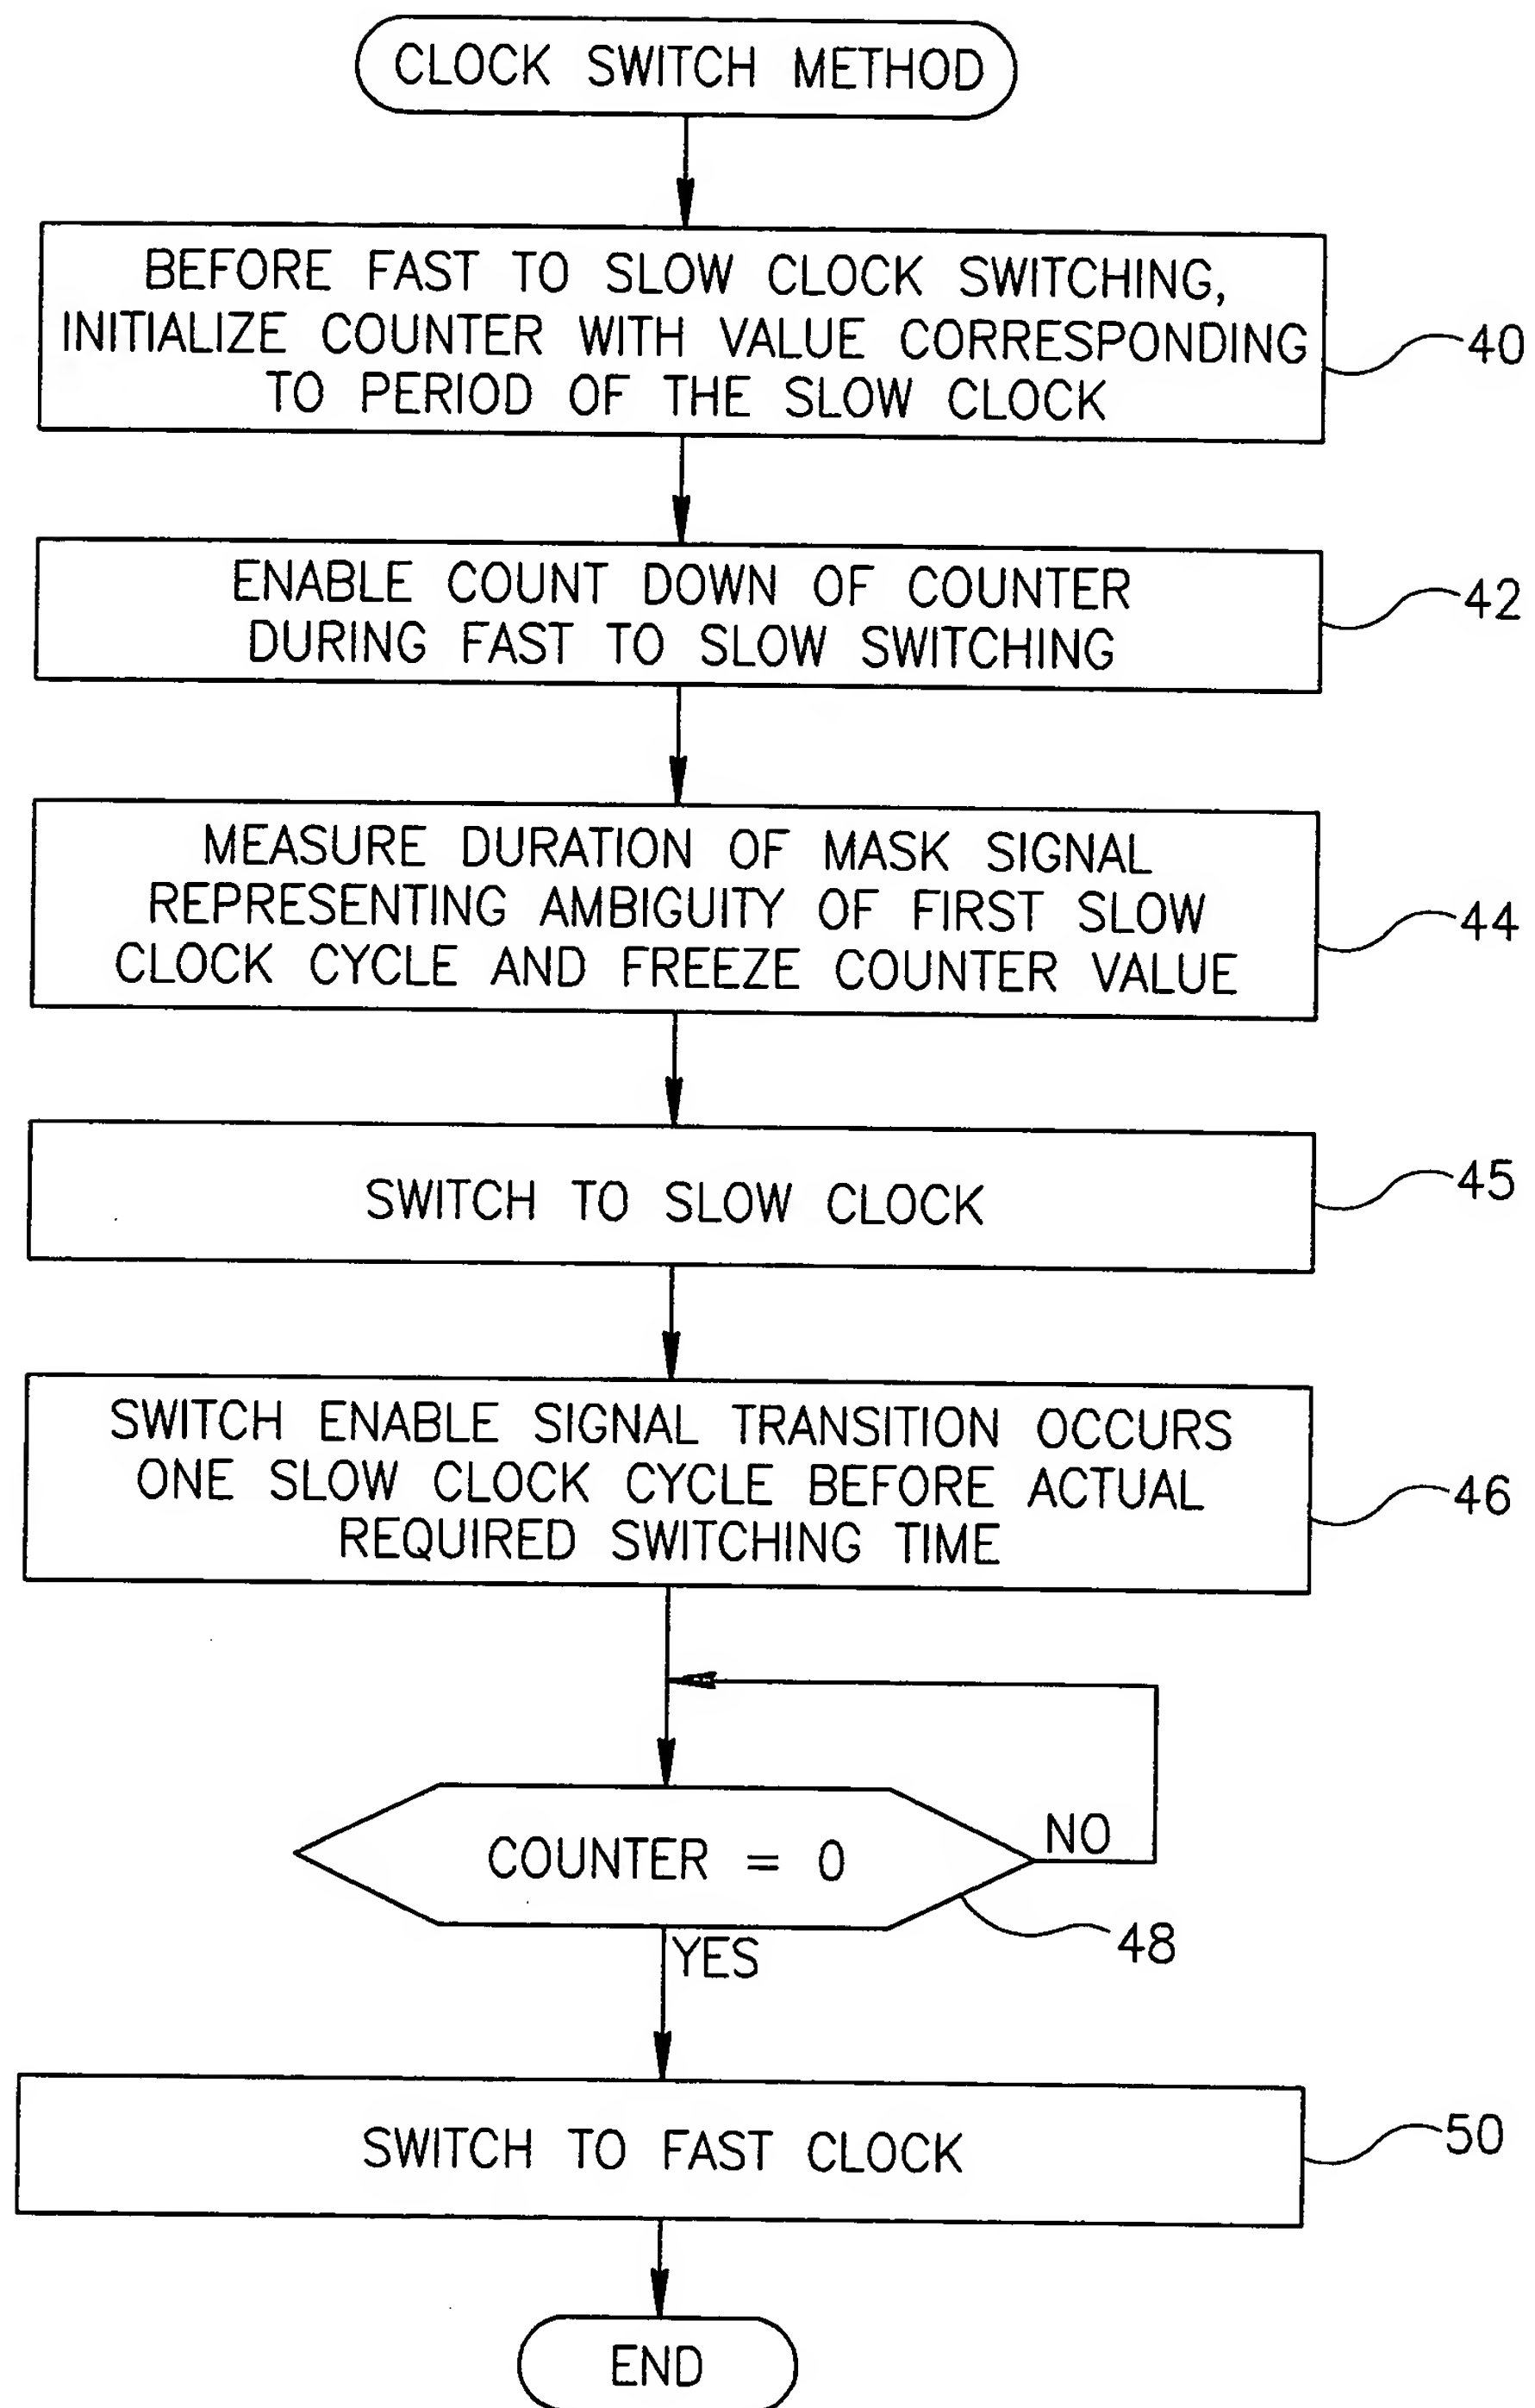 CLOCK SWITCH METHOD
BEFORE FAST TO SLOW CLOCK SWITCHING,
INITIALIZE COUNTER WITH VALUE CORRESPONDING
TO PERIOD OF THE SLOW CLOCK
40
ENABLE COUNT DOWN OF COUNTER
DURING FAST TO SLOW SWITCHING
42
MEASURE DURATION OF MASK SIGNAL
REPRESENTING AMBIGUITY OF FIRST SLOW
CLOCK CYCLE AND FREEZE COUNTER VALUE
44
SWITCH TO SLOW CLOCK
45
SWITCH ENABLE SIGNAL TRANSITION OCCURS
ONE SLOW CLOCK CYCLE BEFORE ACTUAL
REQUIRED SWITCHING TIME
46
COUNTER = 0
NO
48
YES
SWITCH TO FAST CLOCK
50
END